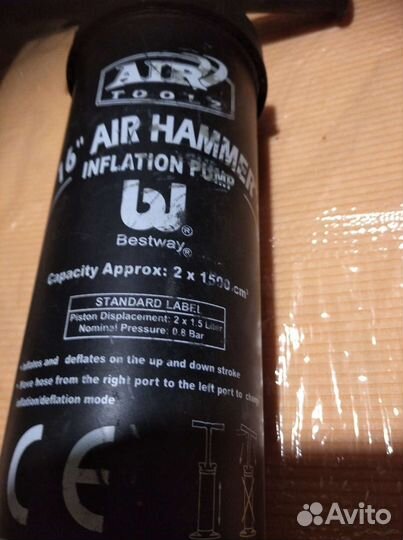 AIR
TOOLS
16" AIR HAMMER
INFLATION PUMP
Bestway®
Capacity Approx: 2 x 1500 cm³
STANDARD LABEL
Piston Displacement: 2 x 1.5 Liter
Nominal Pressure: 0.8 Bar
Inflates and deflates on the up and down stroke
Move hose from the right port to the left port to
inflation/deflation mode
CE
Avito